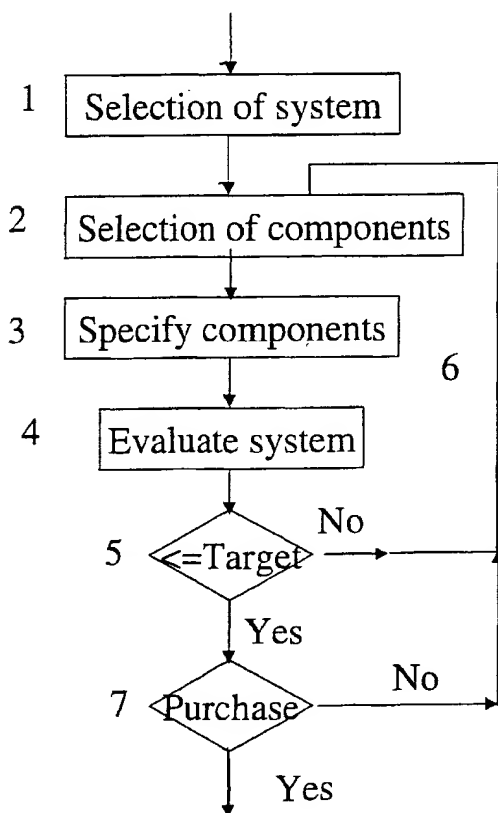 1 Selection of system
2 Selection of components
3 Specify components
6
4 Evaluate system
No
5 <=Target
Yes
No
7 Purchase
Yes